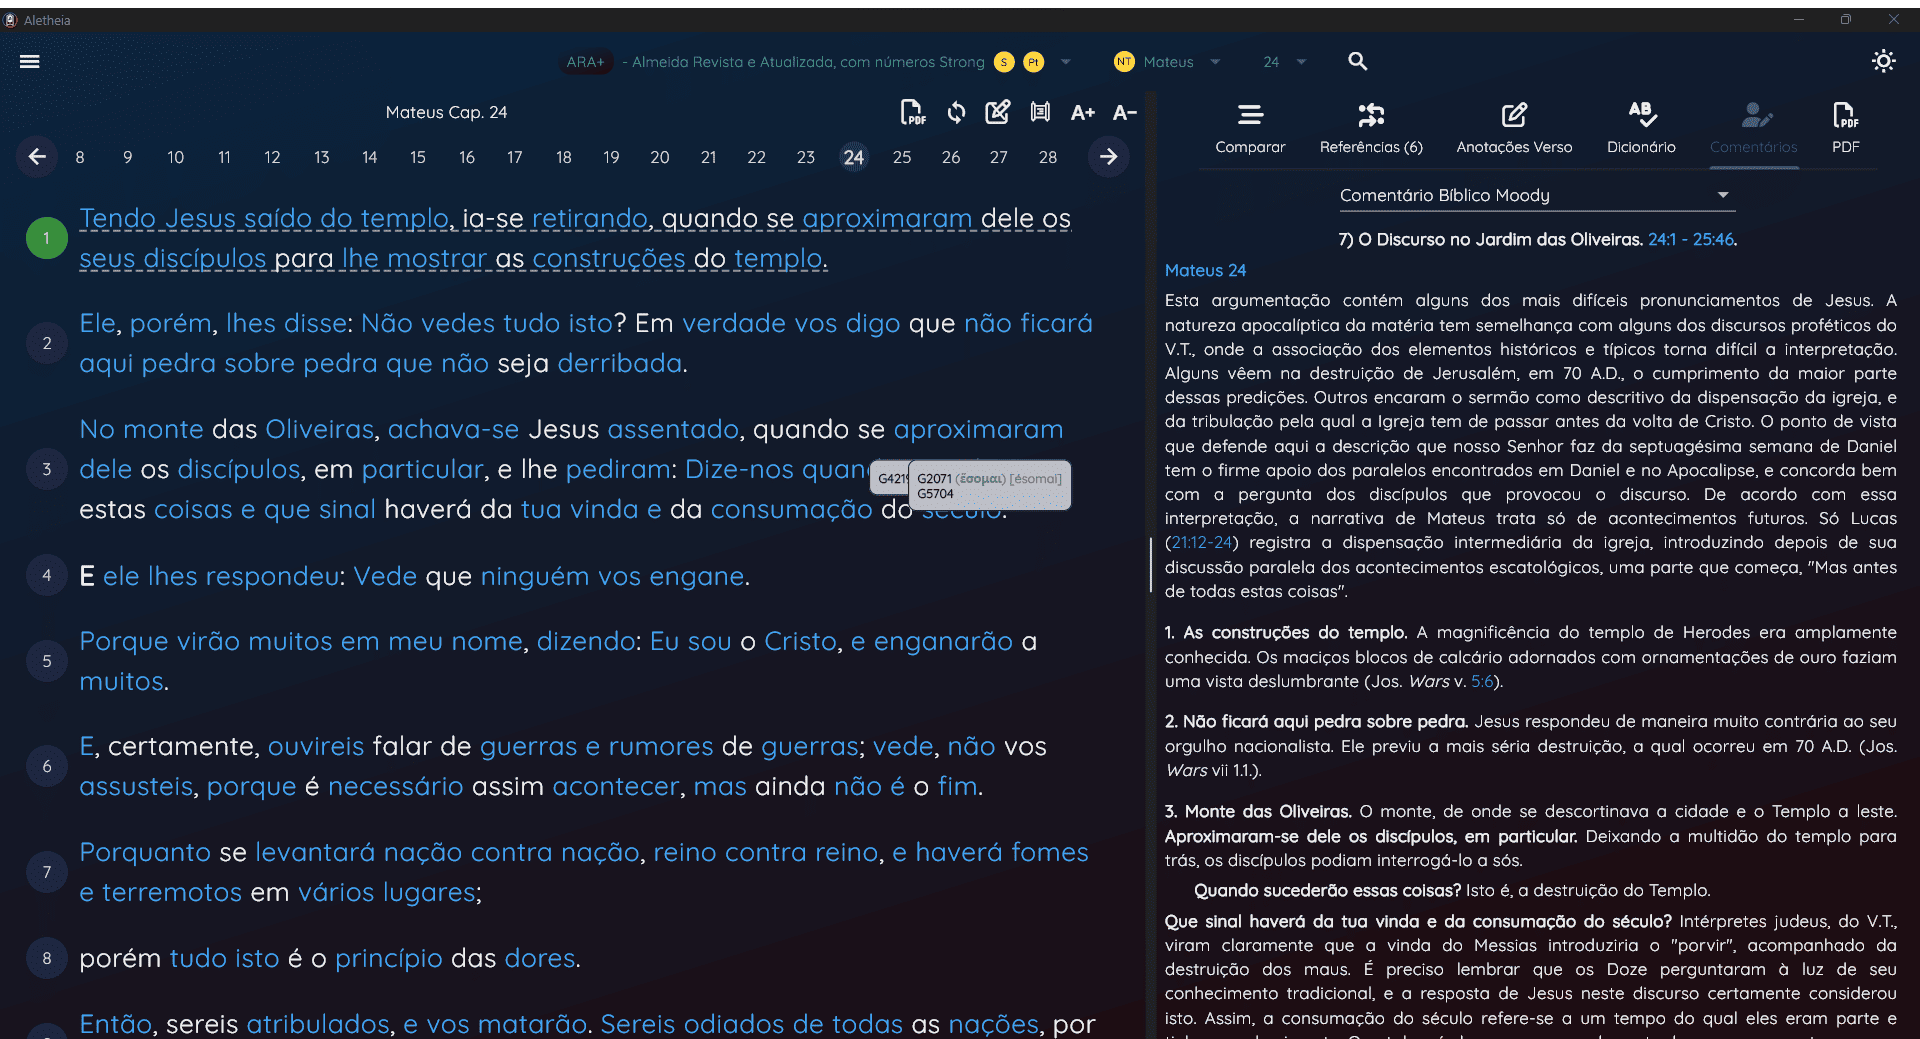 Aletheia
ARA+ - Almeida Revista e Atualizada, com números Strong S Pt NT Mateus 24
Mateus Cap. 24
PDF A+ A-
8 9 10 11 12 13 14 15 16 17 18 19 20 21 22 23 24 25 26 27 28
1 Tendo Jesus saído do templo, ia-se retirando, quando se aproximaram dele os
seus discípulos para lhe mostrar as construções do templo.
2 Ele, porém, lhes disse: Não vedes tudo isto? Em verdade vos digo que não ficará
aqui pedra sobre pedra que não seja derribada.
3 No monte das Oliveiras, achava-se Jesus assentado, quando se aproximaram
dele os discípulos, em particular, e lhe pediram: Dize-nos
estas coisas e que sinal haverá da tua vinda e da consumação do século.
G2071 (ἔσομαι) [ésomai]
G5704
4 E ele lhes respondeu: Vede que ninguém vos engane.
5 Porque virão muitos em meu nome, dizendo: Eu sou o Cristo, e enganarão a
muitos.
6 E, certamente, ouvireis falar de guerras e rumores de guerras; vede, não vos
assusteis, porque é necessário assim acontecer, mas ainda não é o fim.
7 Porquanto se levantará nação contra nação, reino contra reino, e haverá fomes
e terremotos em vários lugares;
8 porém tudo isto é o princípio das dores.
Então, sereis atribulados, e vos matarão. Sereis odiados de todas as nações, por
Comparar Referências (6) Anotações Verso Dicionário Comentários PDF
Comentário Bíblico Moody
7) O Discurso no Jardim das Oliveiras. 24:1 - 25:46.
Mateus 24
Esta argumentação contém alguns dos mais difíceis pronunciamentos de Jesus. A
natureza apocalíptica da matéria tem semelhança com alguns dos discursos proféticos do
V.T., onde a associação dos elementos históricos e típicos torna difícil a interpretação.
Alguns vêem na destruição de Jerusalém, em 70 A.D., o cumprimento da maior parte
dessas predições. Outros encaram o sermão como descritivo da dispensação da igreja, e
da tribulação pela qual a Igreja tem de passar antes da volta de Cristo. O ponto de vista
que defende aqui a descrição que nosso Senhor faz da septuagésima semana de Daniel
tem o firme apoio dos paralelos encontrados em Daniel e no Apocalipse, e concorda bem
com a pergunta dos discípulos que provocou o discurso. De acordo com essa
interpretação, a narrativa de Mateus trata só de acontecimentos futuros. Só Lucas
(21:12-24) registra a dispensação intermediária da igreja, introduzindo depois de sua
discussão paralela dos acontecimentos escatológicos, uma parte que começa, "Mas antes
de todas estas coisas".
1. As construções do templo. A magnificência do templo de Herodes era amplamente
conhecida. Os maciços blocos de calcário adornados com ornamentações de ouro faziam
uma vista deslumbrante (Jos. Wars v. 5:6).
2. Não ficará aqui pedra sobre pedra. Jesus respondeu de maneira muito contrária ao seu
orgulho nacionalista. Ele previu a mais séria destruição, a qual ocorreu em 70 A.D. (Jos.
Wars vii 1.1.).
3. Monte das Oliveiras. O monte, de onde se descortinava a cidade e o Templo a leste.
Aproximaram-se dele os discípulos, em particular. Deixando a multidão do templo para
trás, os discípulos podiam interrogá-lo a sós.
Quando sucederão essas coisas? Isto é, a destruição do Templo.
Que sinal haverá da tua vinda e da consumação do século? Intérpretes judeus, do V.T.,
viram claramente que a vinda do Messias introduziria o "porvir", acompanhado da
destruição dos maus. É preciso lembrar que os Doze perguntaram à luz de seu
conhecimento tradicional, e a resposta de Jesus neste discurso certamente considerou
isto. Assim, a consumação do século refere-se a um tempo do qual eles eram parte e